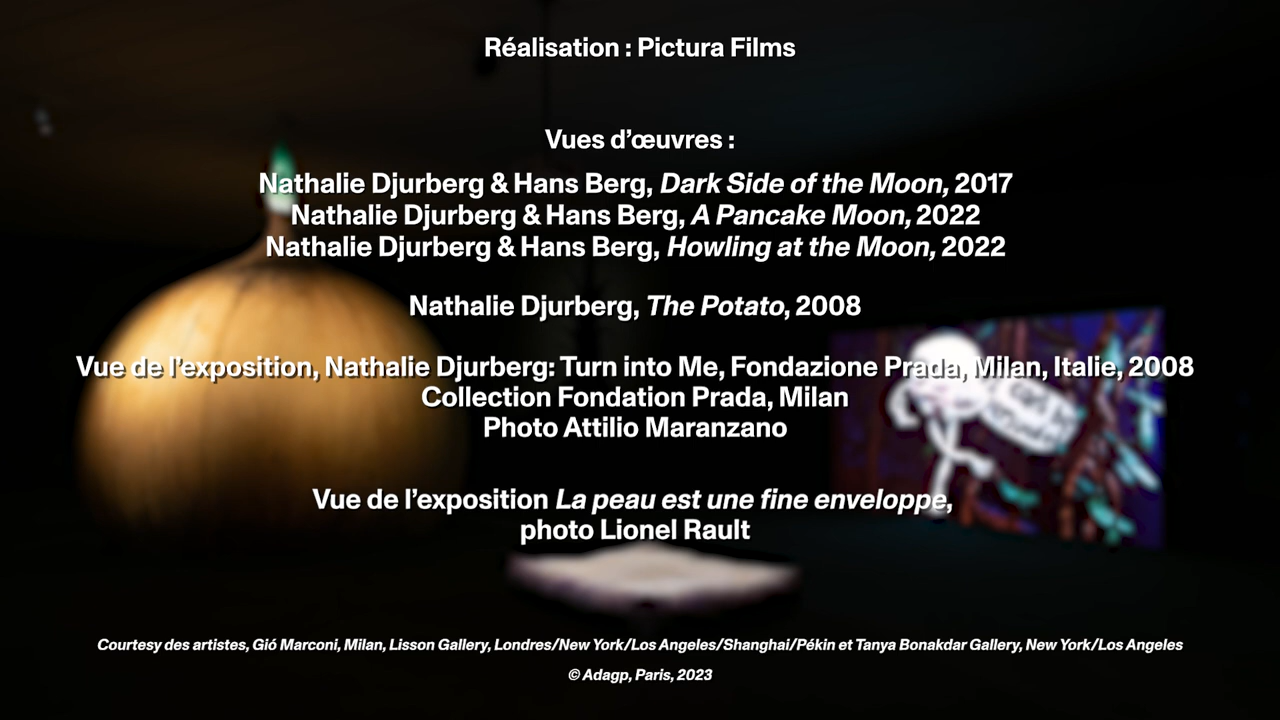 Réalisation : Pictura Films
Vues d’œuvres :
Nathalie Djurberg & Hans Berg, Dark Side of the Moon, 2017
Nathalie Djurberg & Hans Berg, A Pancake Moon, 2022
Nathalie Djurberg & Hans Berg, Howling at the Moon, 2022
Nathalie Djurberg, The Potato, 2008
Vue de l’exposition, Nathalie Djurberg: Turn into Me, Fondazione Prada, Milan, Italie, 2008
Collection Fondation Prada, Milan
Photo Attilio Maranzano
Vue de l’exposition La peau est une fine enveloppe,
photo Lionel Rault
Courtesy des artistes, Gió Marconi, Milan, Lisson Gallery, Londres/New York/Los Angeles/Shanghai/Pékin et Tanya Bonakdar Gallery, New York/Los Angeles
© Adagp, Paris, 2023